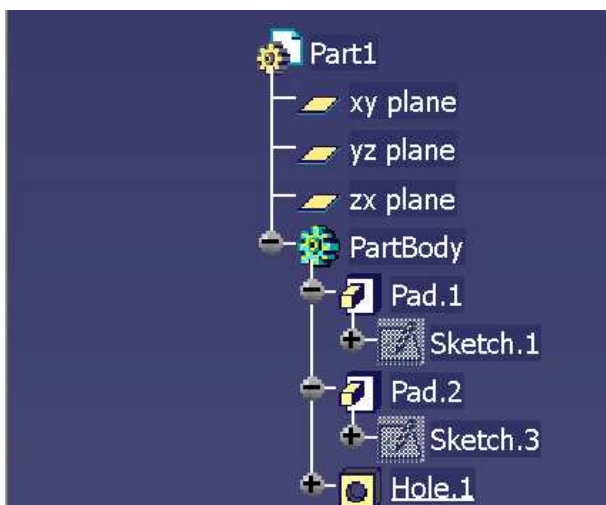 Part1
xy plane
yz plane
zx plane
PartBody
Pad.1
Sketch.1
Pad.2
Sketch.3
Hole.1